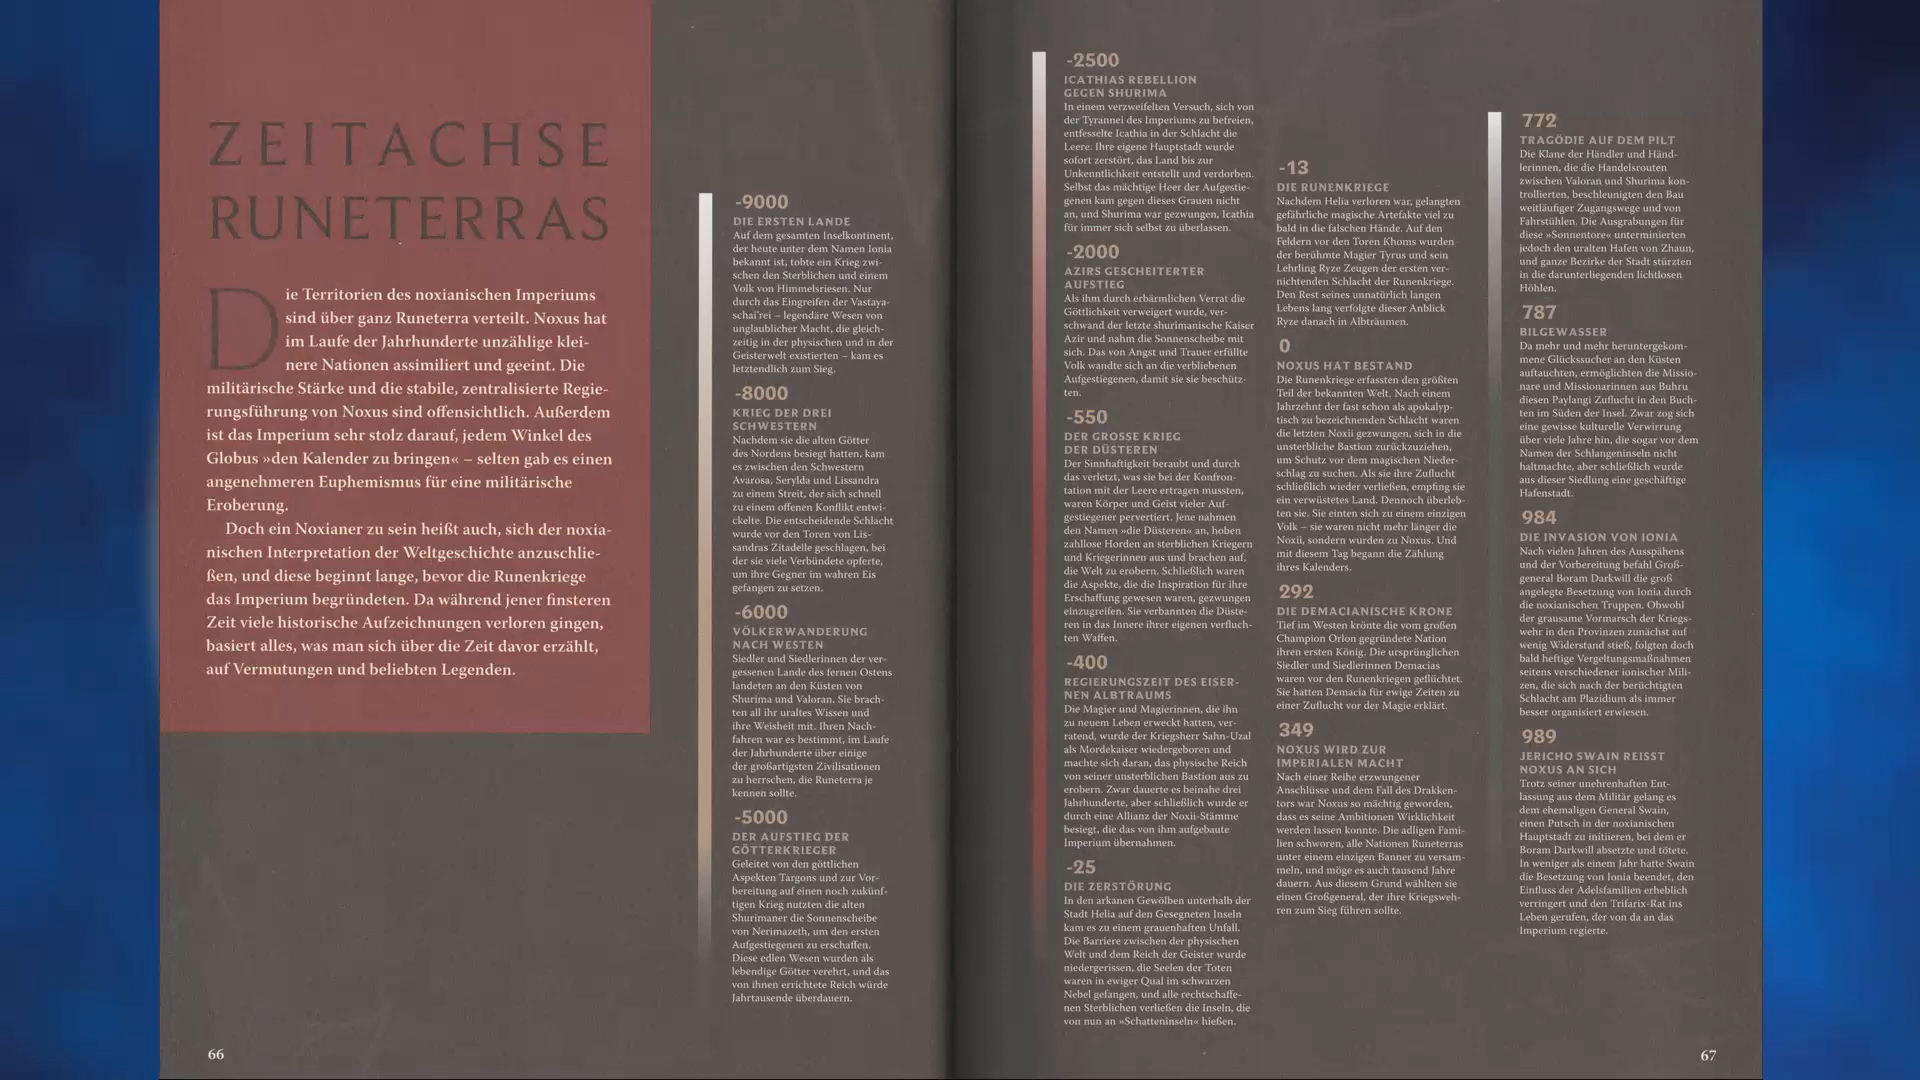 ZEITACHSE
RUNETERRAS
Die Territorien des noxianischen Imperiums
sind über ganz Runeterra verteilt. Noxus hat
im Laufe der Jahrhunderte unzählige klei-
nere Nationen assimiliert und geeint. Die
militärische Stärke und die stabile, zentralisierte Regie-
rungsführung von Noxus sind offensichtlich. Außerdem
ist das Imperium sehr stolz darauf, jedem Winkel des
Globus »den Kalender zu bringen« – selten gab es einen
angenehmeren Euphemismus für eine militärische
Eroberung.
Doch ein Noxianer zu sein heißt auch, sich der noxia-
nischen Interpretation der Weltgeschichte anzuschlie-
ßen, und diese beginnt lange, bevor die Runenkriege
das Imperium begründeten. Da während jener finsteren
Zeit viele historische Aufzeichnungen verloren gingen,
basiert alles, was man sich über die Zeit davor erzählt,
auf Vermutungen und beliebten Legenden.
66
-9000
DIE ERSTEN LANDE
Auf dem gesamten Inselkontinent,
der heute unter dem Namen Ionia
bekannt ist, tobte ein Krieg zwi-
schen den Sterblichen und einem
Volk von Himmelsriesen. Nur
durch das Eingreifen der Vastaya-
schai'rei – legendäre Wesen von
unglaublicher Macht, die gleich-
zeitig in der physischen und in der
Geisterwelt existierten – kam es
letztendlich zum Sieg.
-8000
KRIEG DER DREI
SCHWESTERN
Nachdem sie die alten Götter
des Nordens besiegt hatten, kam
es zwischen den Schwestern
Avarosa, Serylda und Lissandra
zu einem Streit, der sich schnell
zu einem offenen Konflikt entwi-
ckelte. Die entscheidende Schlacht
wurde vor den Toren von Lis-
sandras Zitadelle geschlagen, bei
der sie viele Verbündete opferte,
um ihre Gegner im wahren Eis
gefangen zu setzen.
-6000
VÖLKERWANDERUNG
NACH WESTEN
Siedler und Siedlerinnen der ver-
gessenen Lande des fernen Ostens
landeten an den Küsten von
Shurima und Valoran. Sie brach-
ten all ihr uraltes Wissen und
ihre Weisheit mit. Ihren Nach-
fahren war es bestimmt, im Laufe
der Jahrhunderte über einige
der großartigsten Zivilisationen
zu herrschen, die Runeterra je
kennen sollte.
-5000
DER AUFSTIEG DER
GÖTTERKRIEGER
Geleitet von den göttlichen
Aspekten Targons und zur Vor-
bereitung auf einen noch zukünf-
tigen Krieg nutzten die alten
Shurimaner die Sonnenscheibe
von Nerimazeth, um den ersten
Aufgestiegenen zu erschaffen.
Diese edlen Wesen wurden als
lebendige Götter verehrt, und das
von ihnen errichtete Reich würde
Jahrtausende überdauern.
-2500
ICATHIAS REBELLION
GEGEN SHURIMA
In einem verzweifelten Versuch, sich von
der Tyrannei des Imperiums zu befreien,
entfesselte Icathia in der Schlacht die
Leere. Ihre eigene Hauptstadt wurde
sofort zerstört, das Land bis zur
Unkenntlichkeit entstellt und verdorben.
Selbst das mächtige Heer der Aufgestie-
genen kam gegen dieses Grauen nicht
an, und Shurima war gezwungen, Icathia
für immer sich selbst zu überlassen.
-2000
AZIRS GESCHEITERTER
AUFSTIEG
Als ihm durch erbärmlichen Verrat die
Göttlichkeit verweigert wurde, ver-
schwand der letzte shurimanische Kaiser
Azir und nahm die Sonnenscheibe mit
sich. Das von Angst und Trauer erfüllte
Volk wandte sich an die verbliebenen
Aufgestiegenen, damit sie sie beschütz-
ten.
-550
DER GROSSE KRIEG
DER DÜSTEREN
Der Sinnhaftigkeit beraubt und durch
das verletzt, was sie bei der Konfron-
tation mit der Leere ertragen mussten,
waren Körper und Geist vieler Auf-
gestiegener pervertiert. Jene nahmen
den Namen »die Düsteren« an, hoben
zahllose Horden an sterblichen Kriegern
und Kriegerinnen aus und brachen auf,
die Welt zu erobern. Schließlich waren
die Aspekte, die die Inspiration für ihre
Erschaffung gewesen waren, gezwungen
einzugreifen. Sie verbannten die Düste-
ren in das Innere ihrer eigenen verfluch-
ten Waffen.
-400
REGIERUNGSZEIT DES EISER-
NEN ALBTRAUMS
Die Magier und Magierinnen, die ihn
zu neuem Leben erweckt hatten, ver-
ratend, wurde der Kriegsherr Sahn-Uzal
als Mordekaiser wiedergeboren und
machte sich daran, das physische Reich
von seiner unsterblichen Bastion aus zu
erobern. Zwar dauerte es beinahe drei
Jahrhunderte, aber schließlich wurde er
durch eine Allianz der Noxii-Stämme
besiegt, die das von ihm aufgebaute
Imperium übernahmen.
-25
DIE ZERSTÖRUNG
In den arkanen Gewölben unterhalb der
Stadt Helia auf den Gesegneten Inseln
kam es zu einem grauenhaften Unfall.
Die Barriere zwischen der physischen
Welt und dem Reich der Geister wurde
niedergerissen, die Seelen der Toten
waren in ewiger Qual im schwarzen
Nebel gefangen, und alle rechtschaffe-
nen Sterblichen verließen die Inseln, die
von nun an »Schatteninseln« hießen.
-13
DIE RUNENKRIEGE
Nachdem Helia verloren war, gelangten
gefährliche magische Artefakte viel zu
bald in die falschen Hände. Auf den
Feldern vor den Toren Khoms wurden
der berühmte Magier Tyrus und sein
Lehrling Ryze Zeugen der ersten ver-
nichtenden Schlacht der Runenkriege.
Den Rest seines unnatürlich langen
Lebens lang verfolgte dieser Anblick
Ryze danach in Albträumen.
0
NOXUS HAT BESTAND
Die Runenkriege erfassten den größten
Teil der bekannten Welt. Nach einem
Jahrzehnt der fast schon als apokalyp-
tisch zu bezeichnenden Schlacht waren
die letzten Noxii gezwungen, sich in die
unsterbliche Bastion zurückzuziehen,
um Schutz vor dem magischen Nieder-
schlag zu suchen. Als sie ihre Zuflucht
schließlich wieder verließen, empfing sie
ein verwüstetes Land. Dennoch überleb-
ten sie. Sie einten sich zu einem einzigen
Volk – sie waren nicht mehr länger die
Noxii, sondern wurden zu Noxus. Und
mit diesem Tag begann die Zählung
ihres Kalenders.
292
DIE DEMACIANISCHE KRONE
Tief im Westen krönte die vom großen
Champion Orlon gegründete Nation
ihren ersten König. Die ursprünglichen
Siedler und Siedlerinnen Demacias
waren vor den Runenkriegen geflüchtet.
Sie hatten Demacia für ewige Zeiten zu
einer Zuflucht vor der Magie erklärt.
349
NOXUS WIRD ZUR
IMPERIALEN MACHT
Nach einer Reihe erzwungener
Anschlüsse und dem Fall des Drakken-
tors war Noxus so mächtig geworden,
dass es seine Ambitionen Wirklichkeit
werden lassen konnte. Die adligen Fami-
lien schworen, alle Nationen Runeterras
unter einem einzigen Banner zu versam-
meln, und möge es auch tausend Jahre
dauern. Aus diesem Grund wählten sie
einen Großgeneral, der ihre Kriegsweh-
ren zum Sieg führen sollte.
772
TRAGÖDIE AUF DEM PILT
Die Klane der Händler und Händ-
lerinnen, die die Handelsrouten
zwischen Valoran und Shurima kon-
trollierten, beschleunigten den Bau
weitläufiger Zugangswege und von
Fahrstühlen. Die Ausgrabungen für
diese »Sonnentore« unterminierten
jedoch den uralten Hafen von Zhaun,
und ganze Bezirke der Stadt stürzten
in die darunterliegenden lichtlosen
Höhlen.
787
BILGEWASSER
Da mehr und mehr heruntergekom-
mene Glückssucher an den Küsten
auftauchten, ermöglichten die Missio-
nare und Missionarinnen aus Buhru
diesen Paylangi Zuflucht in den Buch-
ten im Süden der Insel. Zwar zog sich
eine gewisse kulturelle Verwirrung
über viele Jahre hin, die sogar vor dem
Namen der Schlangeninseln nicht
haltmachte, aber schließlich wurde
aus dieser Siedlung eine geschäftige
Hafenstadt.
984
DIE INVASION VON IONIA
Nach vielen Jahren des Ausspähens
und der Vorbereitung befahl Groß-
general Boram Darkwill die groß
angelegte Besetzung von Ionia durch
die noxianischen Truppen. Obwohl
der grausame Vormarsch der Kriegs-
wehr in den Provinzen zunächst auf
wenig Widerstand stieß, folgten doch
bald heftige Vergeltungsmaßnahmen
seitens verschiedener ionischer Mili-
zen, die sich nach der berüchtigten
Schlacht am Plazidium als immer
besser organisiert erwiesen.
989
JERICHO SWAIN REISST
NOXUS AN SICH
Trotz seiner unehrenhaften Ent-
lassung aus dem Militär gelang es
dem ehemaligen General Swain,
einen Putsch in der noxianischen
Hauptstadt zu initiieren, bei dem er
Boram Darkwill absetzte und tötete.
In weniger als einem Jahr hatte Swain
die Besetzung von Ionia beendet, den
Einfluss der Adelsfamilien erheblich
verringert und den Trifarix-Rat ins
Leben gerufen, der von da an das
Imperium regierte.
67